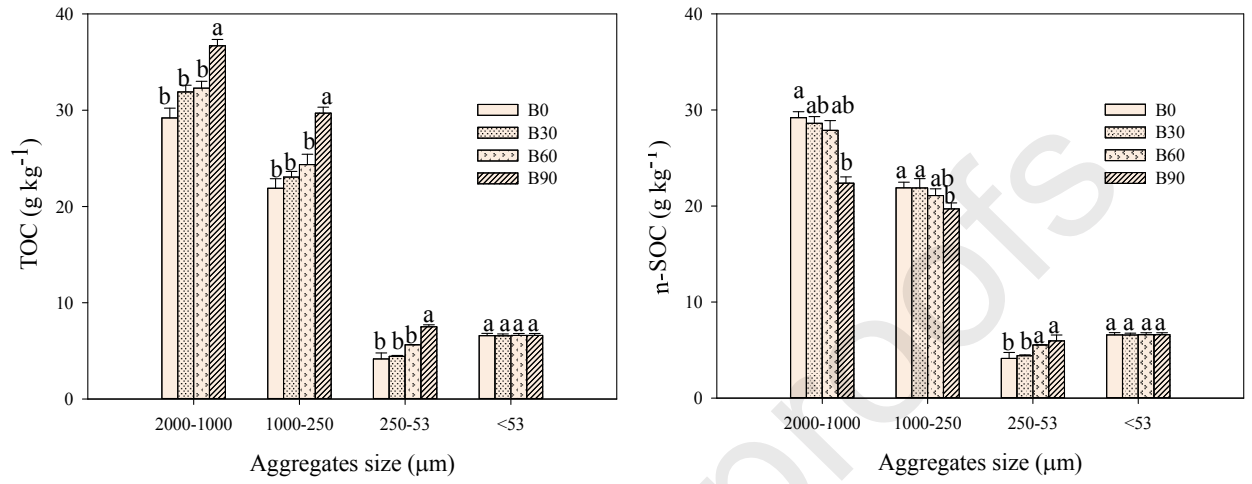 40
30
20
10
0
TOC (g kg⁻¹)
b b b a
b b b a
b b b a
a a a a
B0
B30
B60
B90
2000-1000 1000-250 250-53 <53
Aggregates size (μm)
40
30
20
10
0
n-SOC (g kg⁻¹)
a ab ab b
a a ab b
b b a a
a a a a
B0
B30
B60
B90
2000-1000 1000-250 250-53 <53
Aggregates size (μm)
proofs